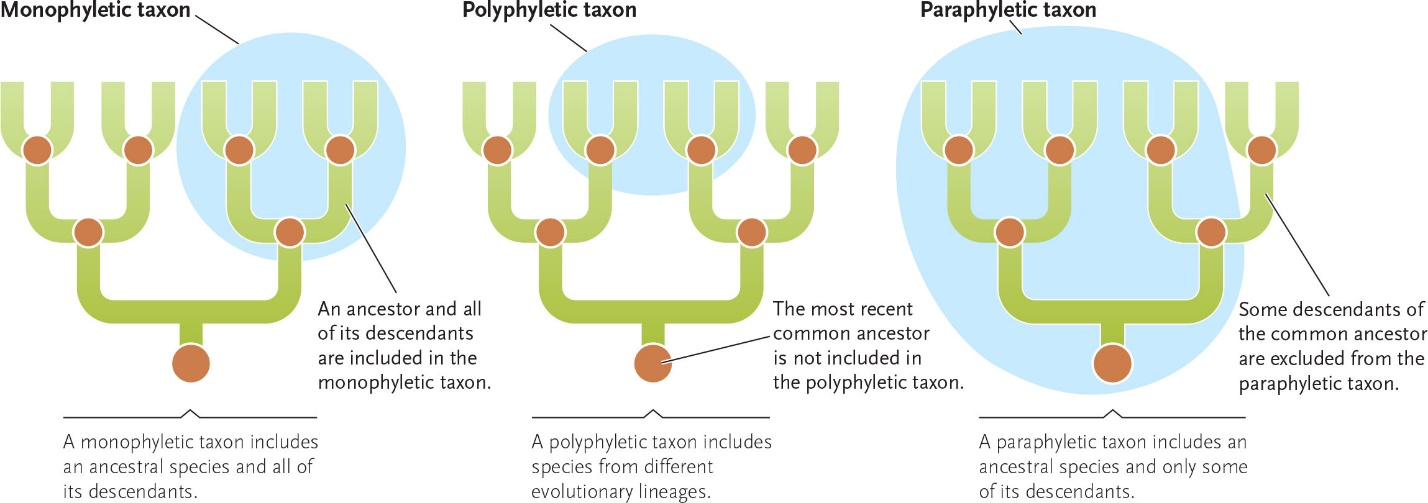 Monophyletic taxon
An ancestor and all
of its descendants
are included in the
monophyletic taxon.
A monophyletic taxon includes
an ancestral species and all of
its descendants.
Polyphyletic taxon
The most recent
common ancestor
is not included in
the polyphyletic taxon.
A polyphyletic taxon includes
species from different
evolutionary lineages.
Paraphyletic taxon
Some descendants of
the common ancestor
are excluded from the
paraphyletic taxon.
A paraphyletic taxon includes an
ancestral species and only some
of its descendants.